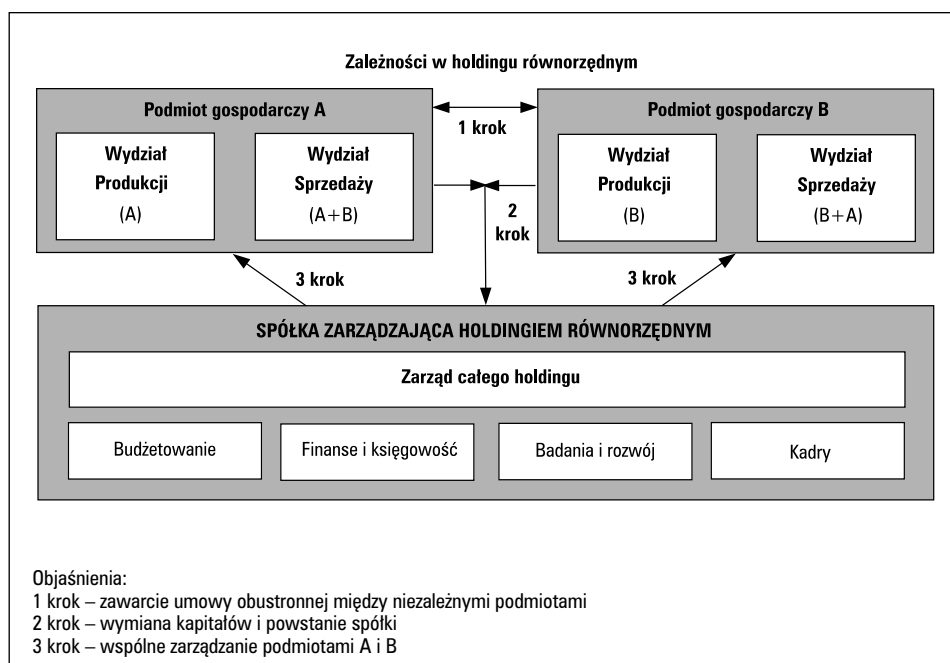 Zależności w holdingu równorzędnym
Podmiot gospodarczy A
Wydział
Produkcji
(A)
Wydział
Sprzedaży
(A+B)
1 krok
2
krok
Podmiot gospodarczy B
Wydział
Produkcji
(B)
Wydział
Sprzedaży
(B+A)
3 krok
3 krok
SPÓŁKA ZARZĄDZAJĄCA HOLDINGIEM RÓWNORZĘDNYM
Zarząd całego holdingu
Budżetowanie
Finanse i księgowość
Badania i rozwój
Kadry
Objaśnienia:
1 krok – zawarcie umowy obustronnej między niezależnymi podmiotami
2 krok – wymiana kapitałów i powstanie spółki
3 krok – wspólne zarządzanie podmiotami A i B